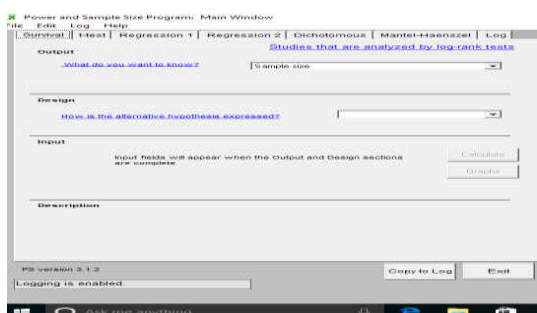 Power and Sample Size Program: Main Window
File Edit Log Help
Survival t-test Regression 1 Regression 2 Dichotomous Mantel-Haenszel Log
Output
Studies that are analyzed by log-rank tests
What do you want to know?
Sample size
Design
How is the alternative hypothesis expressed?
Input
Input fields will appear when the Output and Design sections
are complete
Calculate
Graphs
Description
PS version 3.1.2
Copy to Log
Exit
Logging is enabled.
Ask me anything